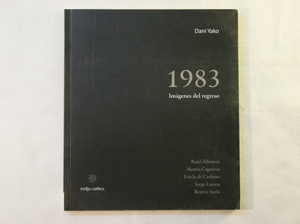 Dani Yako
1983
Imágenes del regreso
Raúl Alfonsín
Martín Caparrós
Estela de Carlotto
Jorge Lanata
Beatriz Sarlo